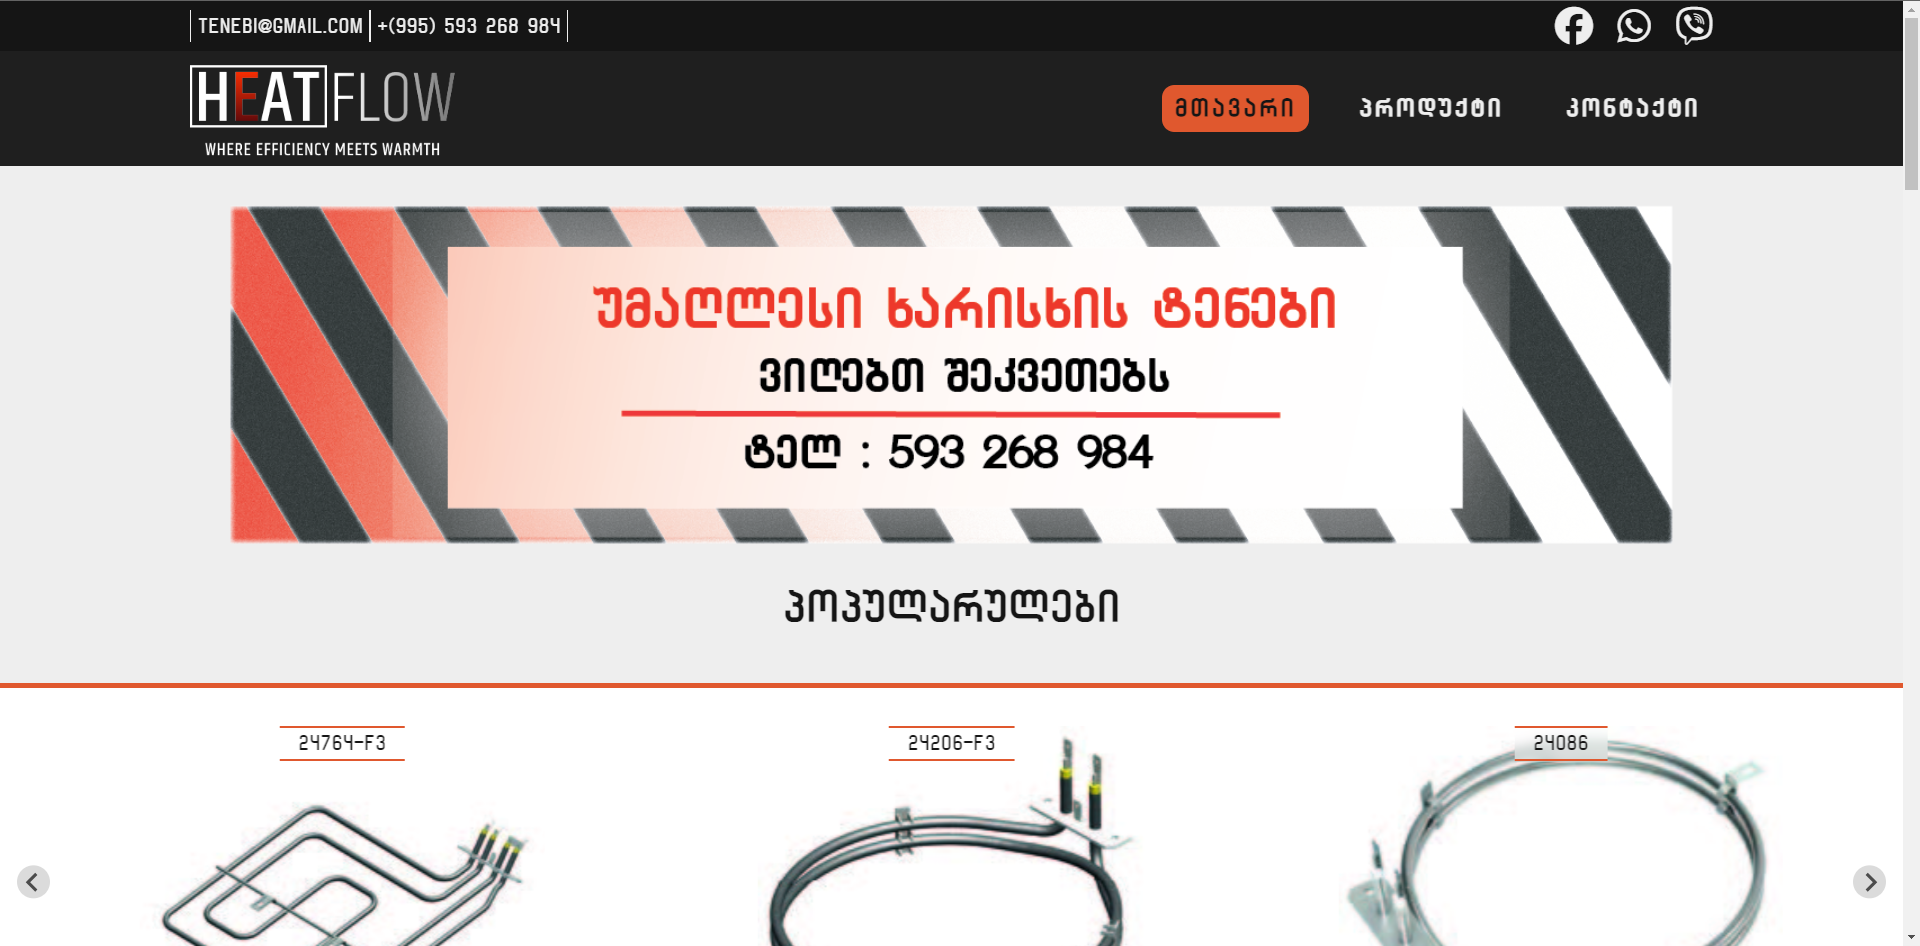 TENEBI@GMAIL.COM +(995) 593 268 984
HEATFLOW
WHERE EFFICIENCY MEETS WARMTH
მთავარი პროდუქტი კონტაქტი
უმაღლესი ხარისხის ტენები
ვიღებთ შეკვეთებს
ტელ : 593 268 984
პოპულარულები
24764-F3 24206-F3 24086